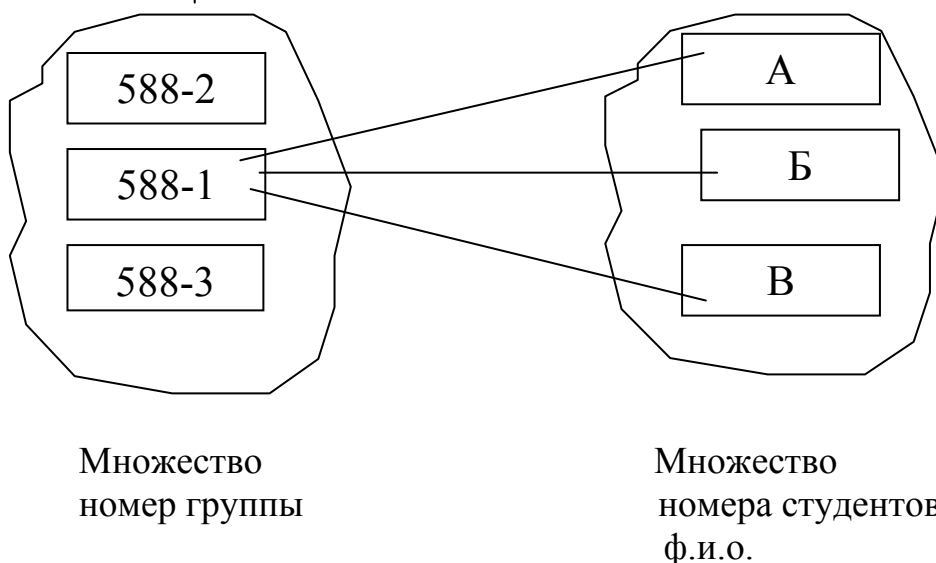 588-2
588-1
588-3
А
Б
В
Множество
номер группы
Множество
номера студентов
ф.и.о.